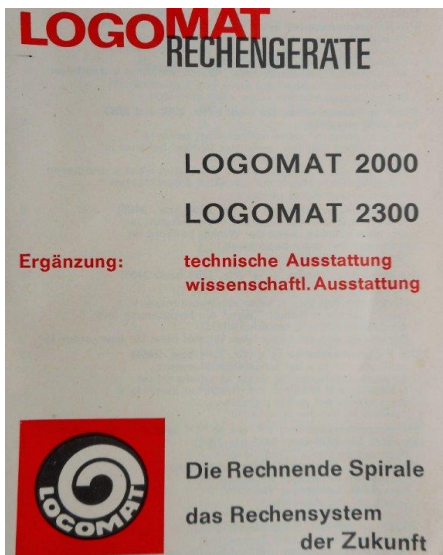 LOGOMAT
RECHENGERÄTE
LOGOMAT 2000
LOGOMAT 2300
Ergänzung: technische Ausstattung
wissenschaftl. Ausstattung
LOGOMAT
Die Rechnende Spirale
das Rechensystem
der Zukunft